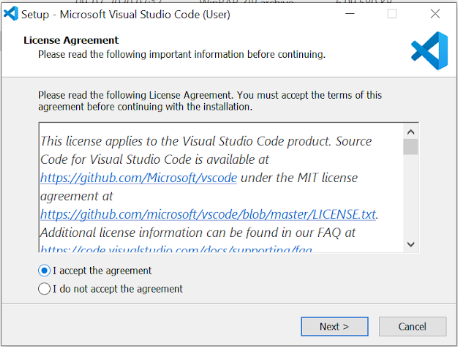 Setup - Microsoft Visual Studio Code (User)
License Agreement
Please read the following important information before continuing.
Please read the following License Agreement. You must accept the terms of this
agreement before continuing with the installation.
This license applies to the Visual Studio Code product. Source
Code for Visual Studio Code is available at
https://github.com/Microsoft/vscode under the MIT license
agreement at
https://github.com/microsoft/vscode/blob/master/LICENSE.txt.
Additional license information can be found in our FAQ at
https://code.visualstudio.com/docs/supporting/faq
I accept the agreement
I do not accept the agreement
Next >
Cancel